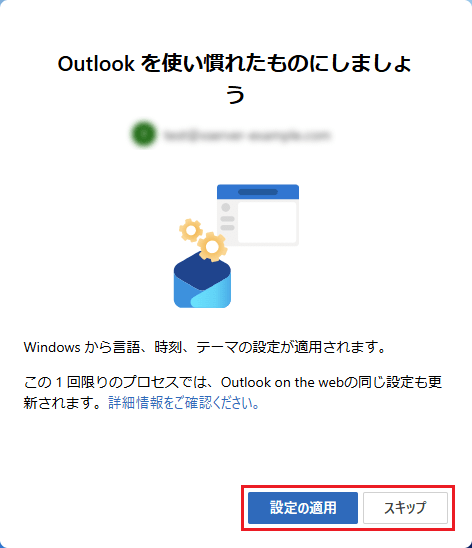 Outlook を使い慣れたものにしましょ
う
Windows から言語、時刻、テーマの設定が適用されます。
この 1 回限りのプロセスでは、Outlook on the webの同じ設定も更
新されます。詳細情報をご確認ください。
設定の適用
スキップ